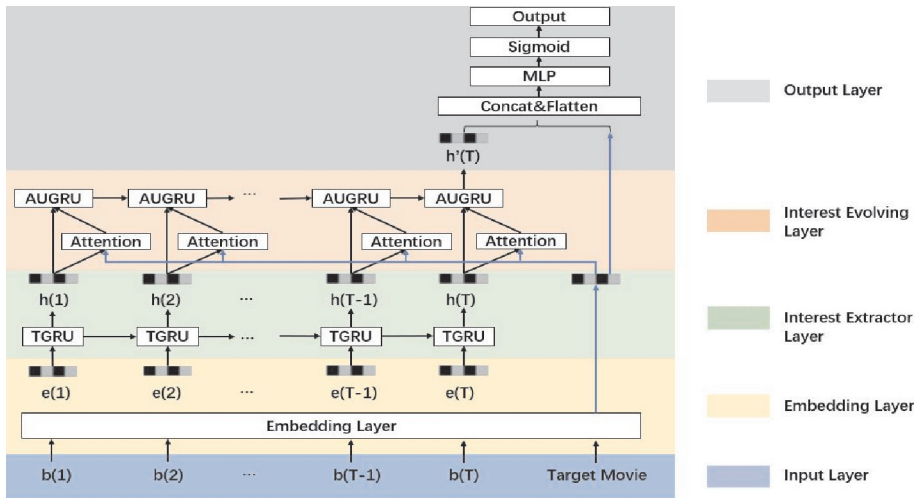 Output
Sigmoid
MLP
Concat&Flatten
h'(T)
AUGRU AUGRU ... AUGRU AUGRU
Attention Attention Attention Attention
h(1) h(2) ... h(T-1) h(T)
TGRU TGRU ... TGRU TGRU
e(1) e(2) ... e(T-1) e(T)
Embedding Layer
b(1) b(2) ... b(T-1) b(T) Target Movie
Output Layer
Interest Evolving
Layer
Interest Extractor
Layer
Embedding Layer
Input Layer